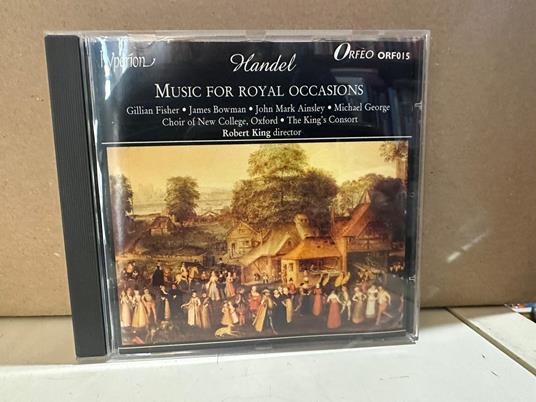 hyperion
Handel
ORFEO ORF015
MUSIC FOR ROYAL OCCASIONS
Gillian Fisher • James Bowman • John Mark Ainsley • Michael George
Choir of New College, Oxford • The King's Consort
Robert King director